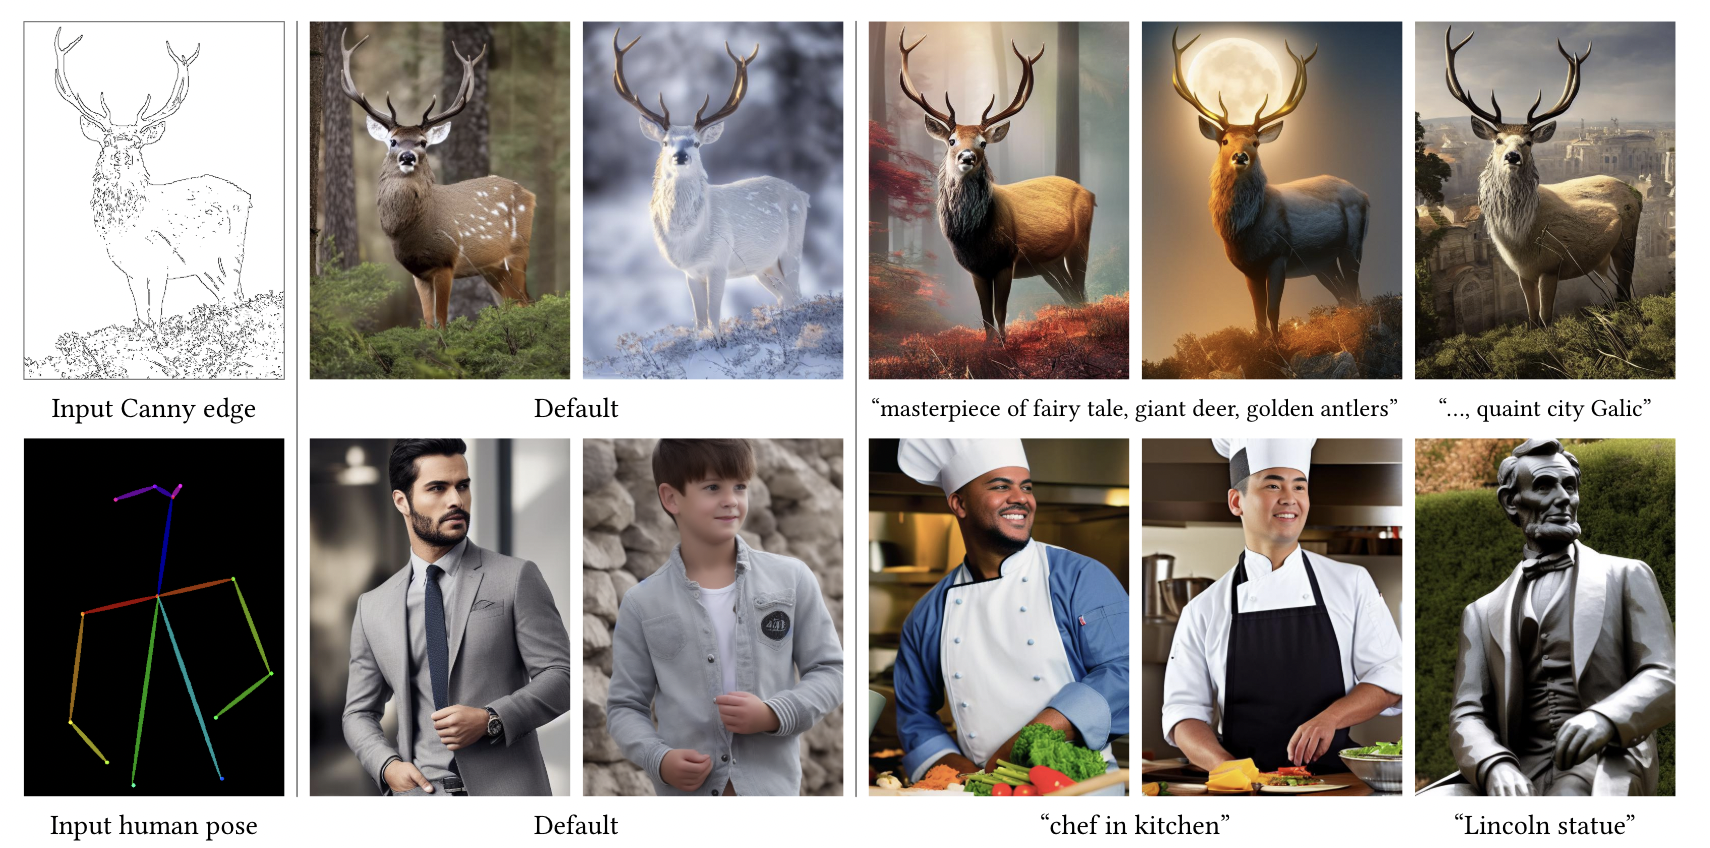 Input Canny edge
Default
“masterpiece of fairy tale, giant deer, golden antlers”
“..., quaint city Galic”
Input human pose
Default
“chef in kitchen”
“Lincoln statue”